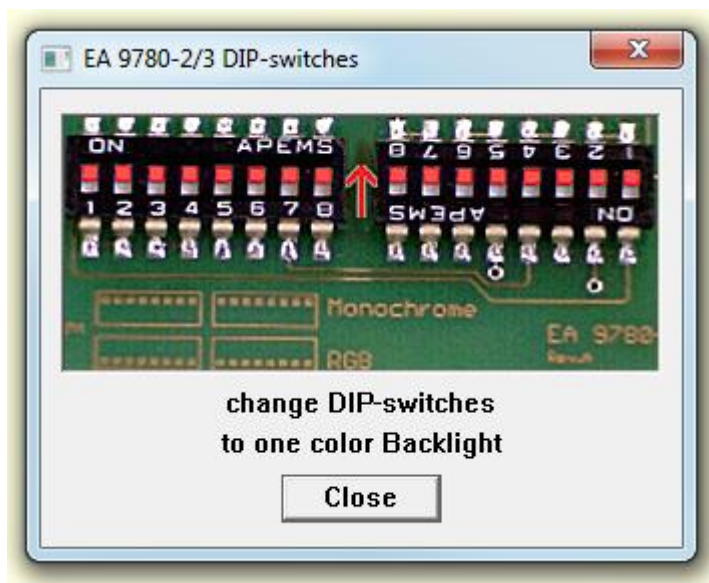 EA 9780-2/3 DIP-switches
ON APEMS
1 2 3 4 5 6 7 8
8 7 6 5 4 3 2 1
APEMS ON
Monochrome
EA 9780-
RGB
Rev.A
change DIP-switches
to one color Backlight
Close